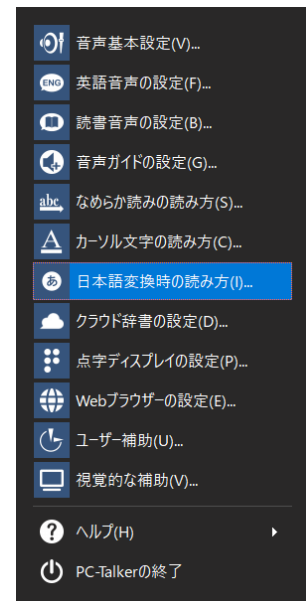 音声基本設定(V)...
ENG 英語音声の設定(F)...
読書音声の設定(B)...
音声ガイドの設定(G)...
abc なめらか読みの読み方(S)...
A カーソル文字の読み方(C)...
あ 日本語変換時の読み方(I)...
クラウド辞書の設定(D)...
点字ディスプレイの設定(P)...
Webブラウザーの設定(E)...
ユーザー補助(U)...
視覚的な補助(V)...
? ヘルプ(H)
PC-Talkerの終了